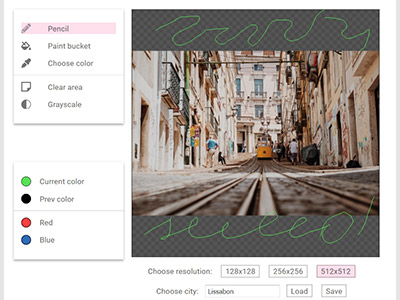 Pencil
Paint bucket
Choose color
Clear area
Grayscale
Current color
Prev color
Red
Blue
Choose resolution: 128x128 256x256 512x512
Choose city: Lissabon Load Save